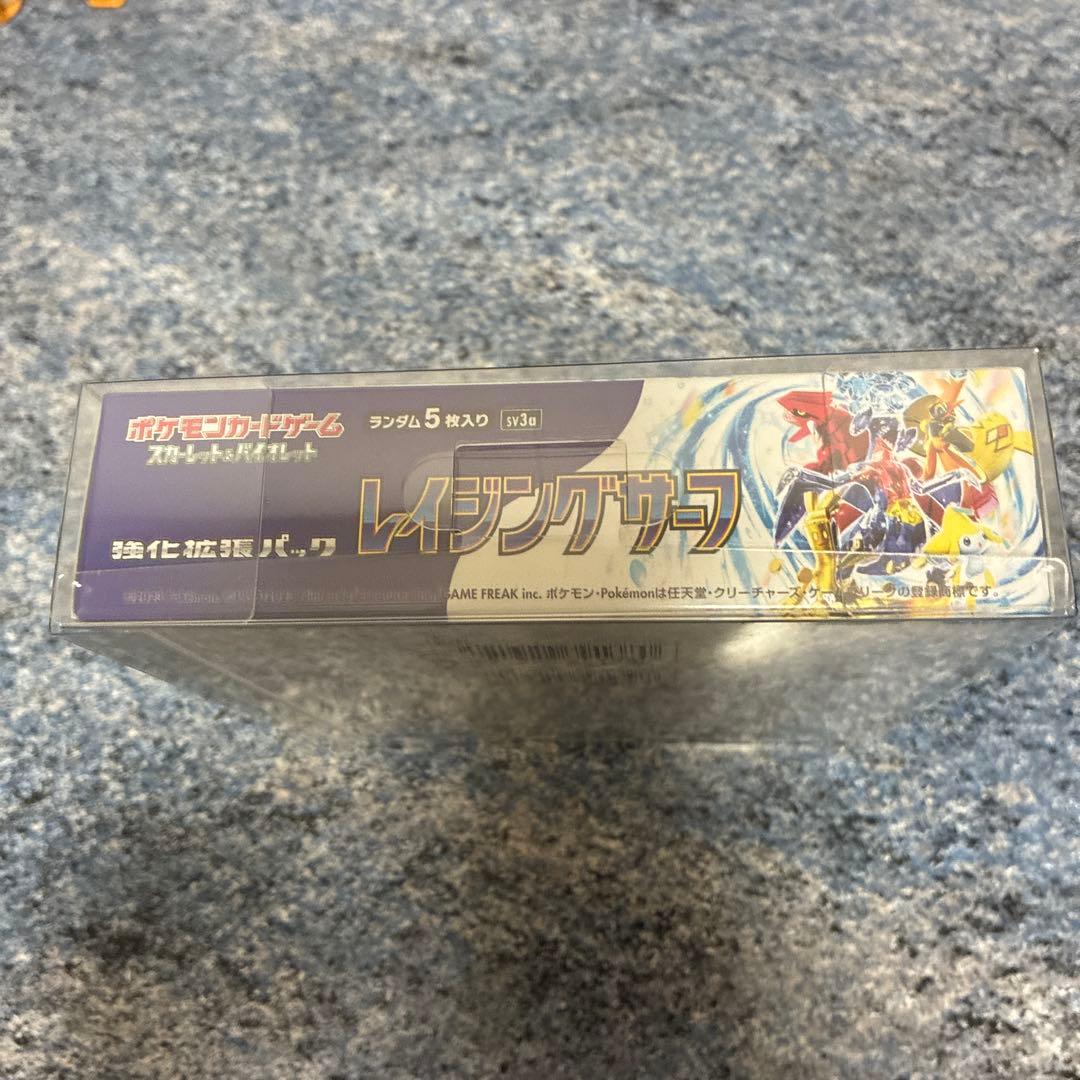 ポケモンカードゲーム
スカーレット&バイオレット
ランダム5枚入り sv3a
強化拡張パック
レイジングサーフ
GAME FREAK inc. ポケモン・Pokémonは任天堂・クリーチャーズ・ゲームフリークの登録商標です。